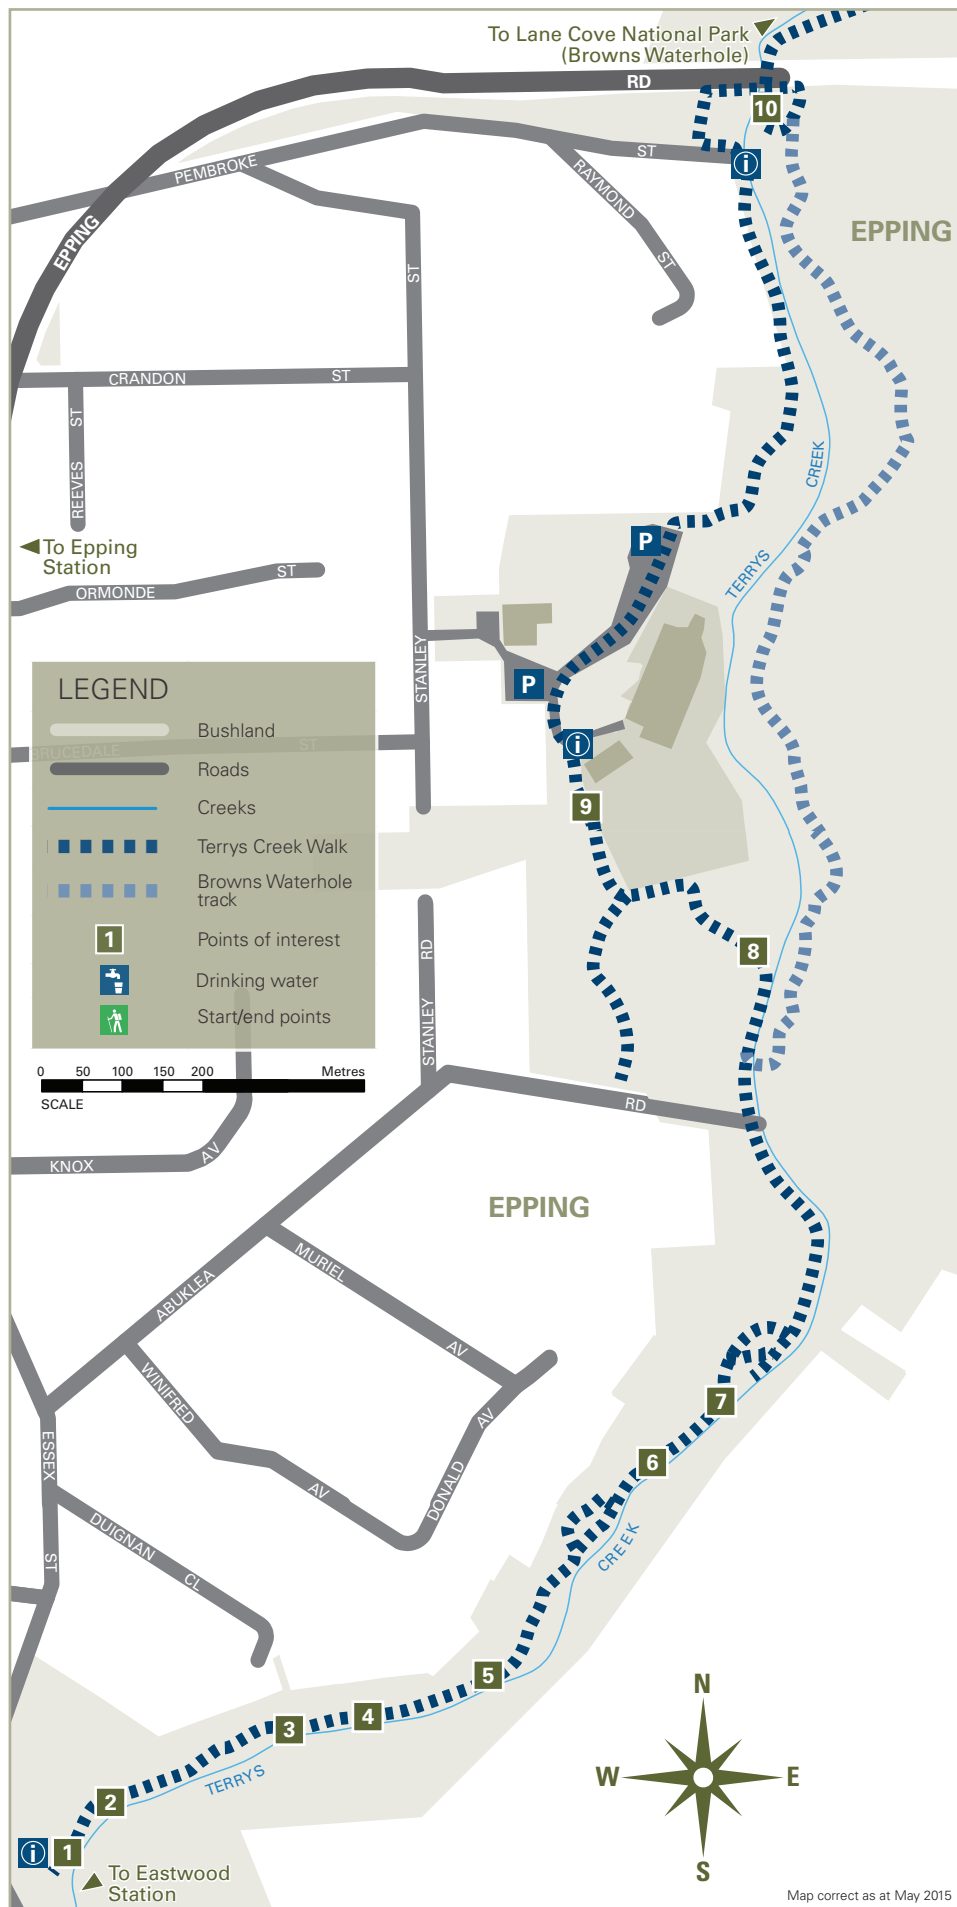 To Lane Cove National Park
(Browns Waterhole)
RD
10
PEMBROKE
ST
i
RAYMOND
ST
EPPING
EPPING
ST
CRANDON
ST
ST
REEVES
CREEK
To Epping
Station
P
TERRYS
ORMONDE
ST
STANLEY
P
LEGEND
Bushland
BRUCEDALE
ST
Roads
Creeks
Terrys Creek Walk
Browns Waterhole
track
1
Points of interest
Drinking water
Start/end points
i
9
8
RD
STANLEY
0 50 100 150 200 Metres
SCALE
RD
KNOX
AV
EPPING
MURIEL
AV
ABUKLEA
WINIFRED
AV
DONALD
AV
ESSEX
ST
DUIGNAN
CL
7
6
CREEK
5
4
3
TERRYS
2
i
1
To Eastwood
Station
N
W
E
S
Map correct as at May 2015